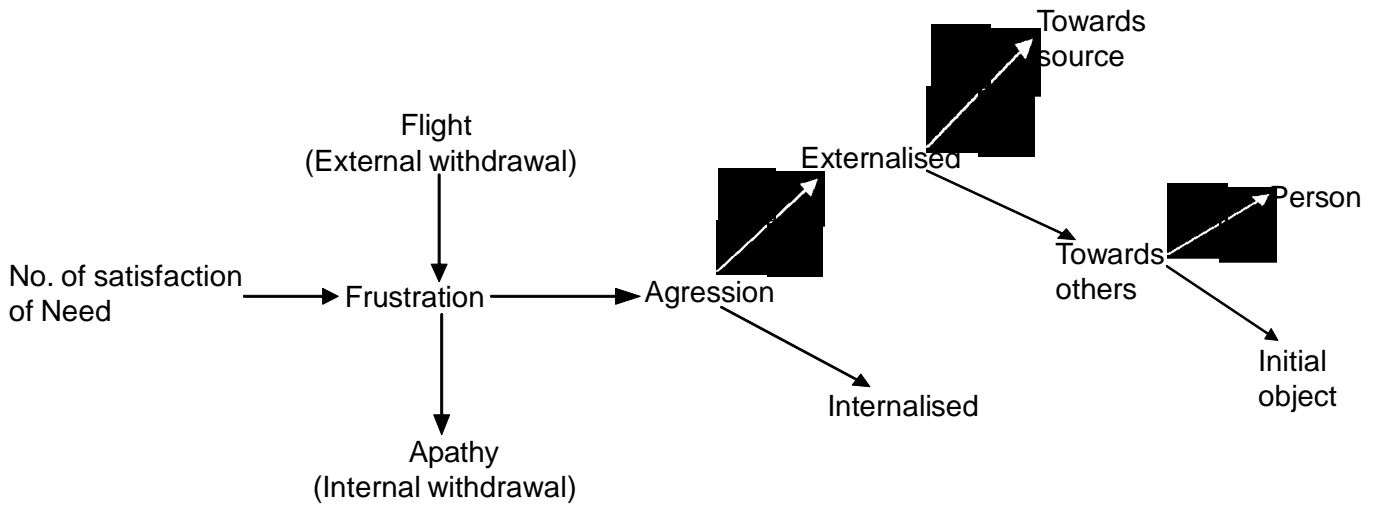 Towards
source
Flight
(External withdrawal)
Externalised
Person
Towards
others
No. of satisfaction
of Need
Frustration
Agression
Initial
object
Internalised
Apathy
(Internal withdrawal)